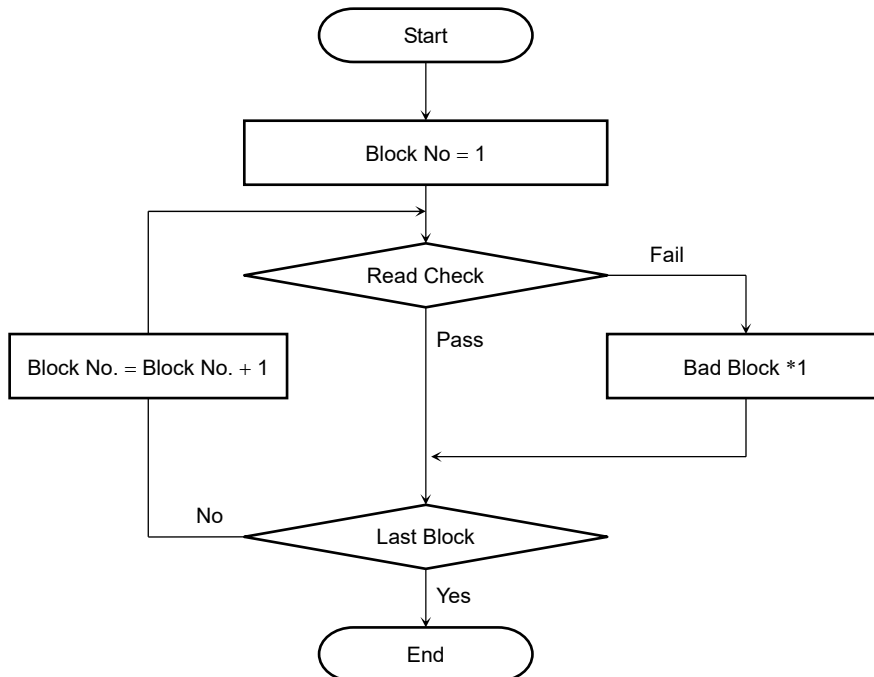 Start
Block No = 1
Read Check
Fail
Pass
Block No. = Block No. + 1
Bad Block *1
No
Last Block
Yes
End